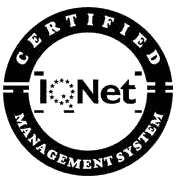 CERTIFIED
IQNet
MANAGEMENT SYSTEM